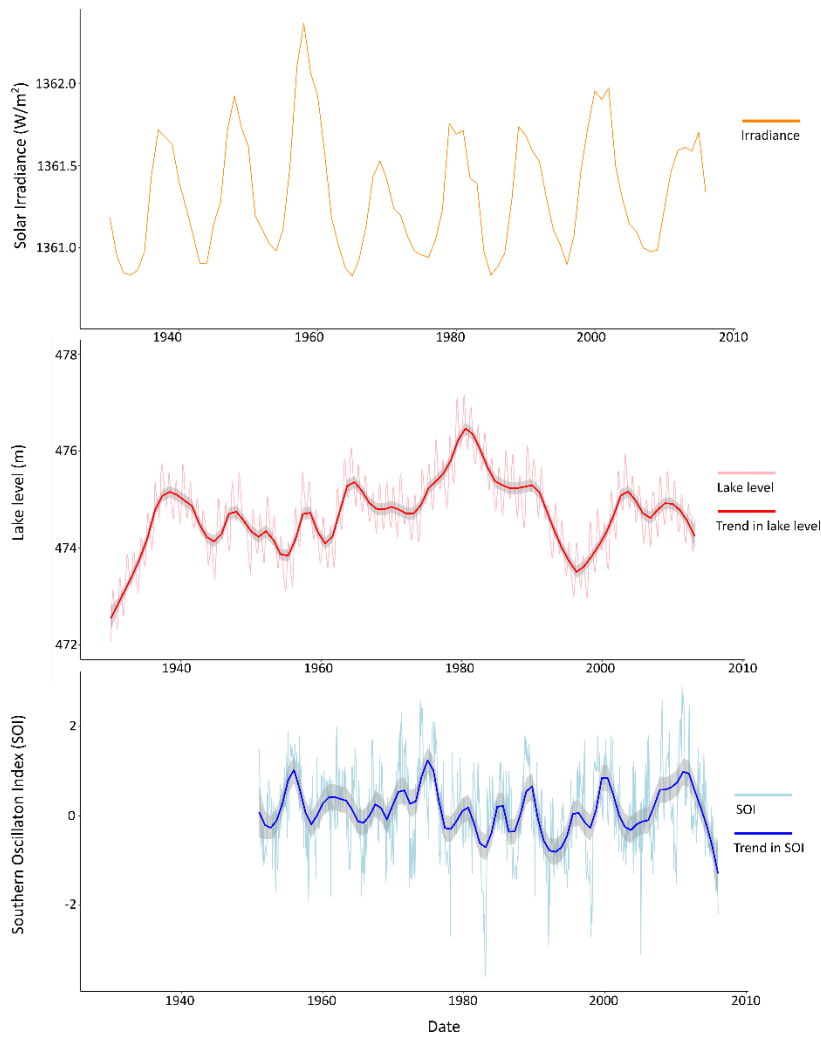 Solar Irradiance (W/m²)
1362.0
1361.5
1361.0
1940
1960
1980
2000
2010
Irradiance
Lake level (m)
478
476
474
472
1940
1960
1980
2000
2010
Lake level
Trend in lake level
Southern Oscillaton Index (SOI)
2
0
-2
1940
1960
1980
2000
2010
SOI
Trend in SOI
Date